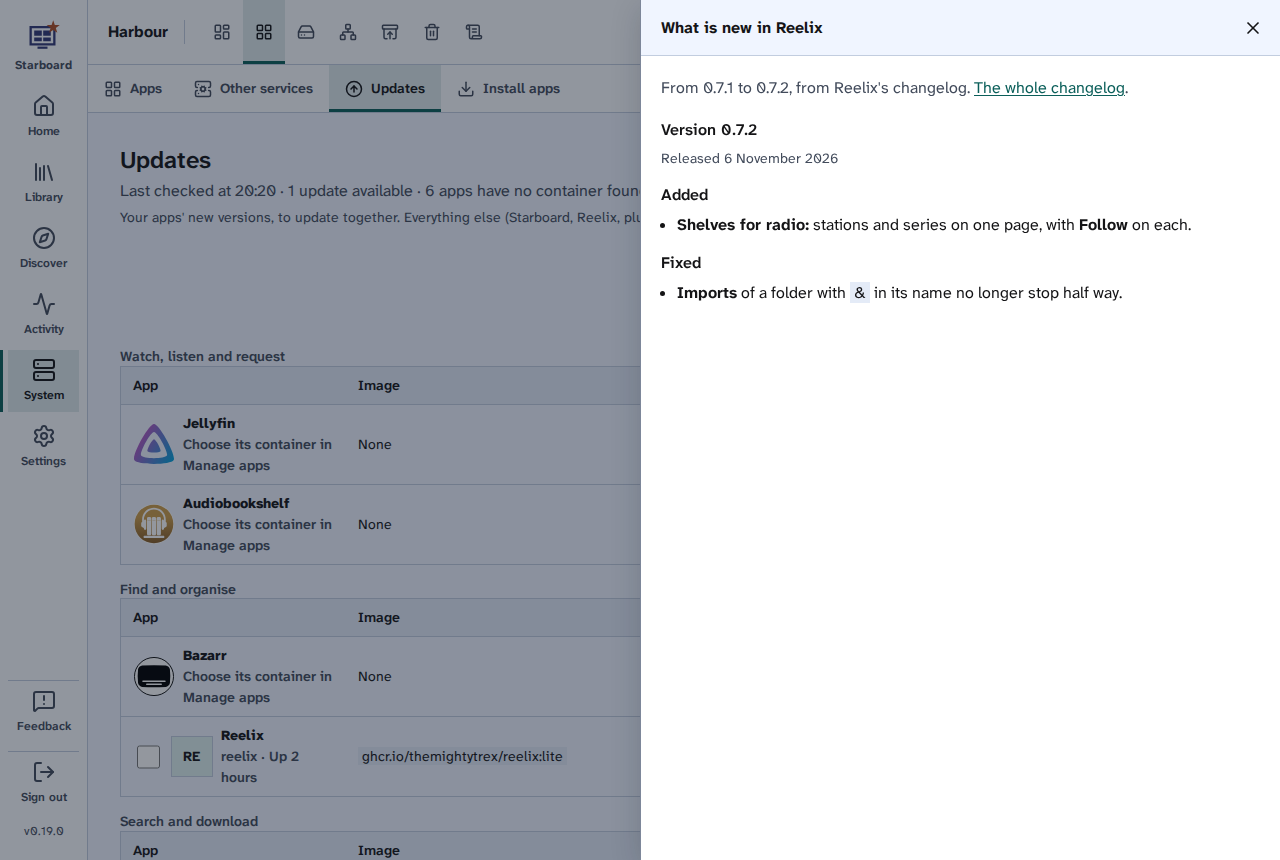 Starboard
Home
Library
Discover
Activity
System
Settings
Feedback
Sign out
v0.19.0
Harbour
Apps
Other services
Updates
Install apps
Updates
Last checked at 20:20 · 1 update available · 6 apps have no container foun
Your apps' new versions, to update together. Everything else (Starboard, Reelix, plu
Watch, listen and request
App Image
Jellyfin
Choose its container in
Manage apps
None
Audiobookshelf
Choose its container in
Manage apps
None
Find and organise
App Image
Bazarr
Choose its container in
Manage apps
None
RE
Reelix
reelix · Up 2
hours
ghcr.io/themightytrex/reelix:lite
Search and download
App Image
What is new in Reelix
From 0.7.1 to 0.7.2, from Reelix's changelog. The whole changelog.
Version 0.7.2
Released 6 November 2026
Added
• Shelves for radio: stations and series on one page, with Follow on each.
Fixed
• Imports of a folder with & in its name no longer stop half way.